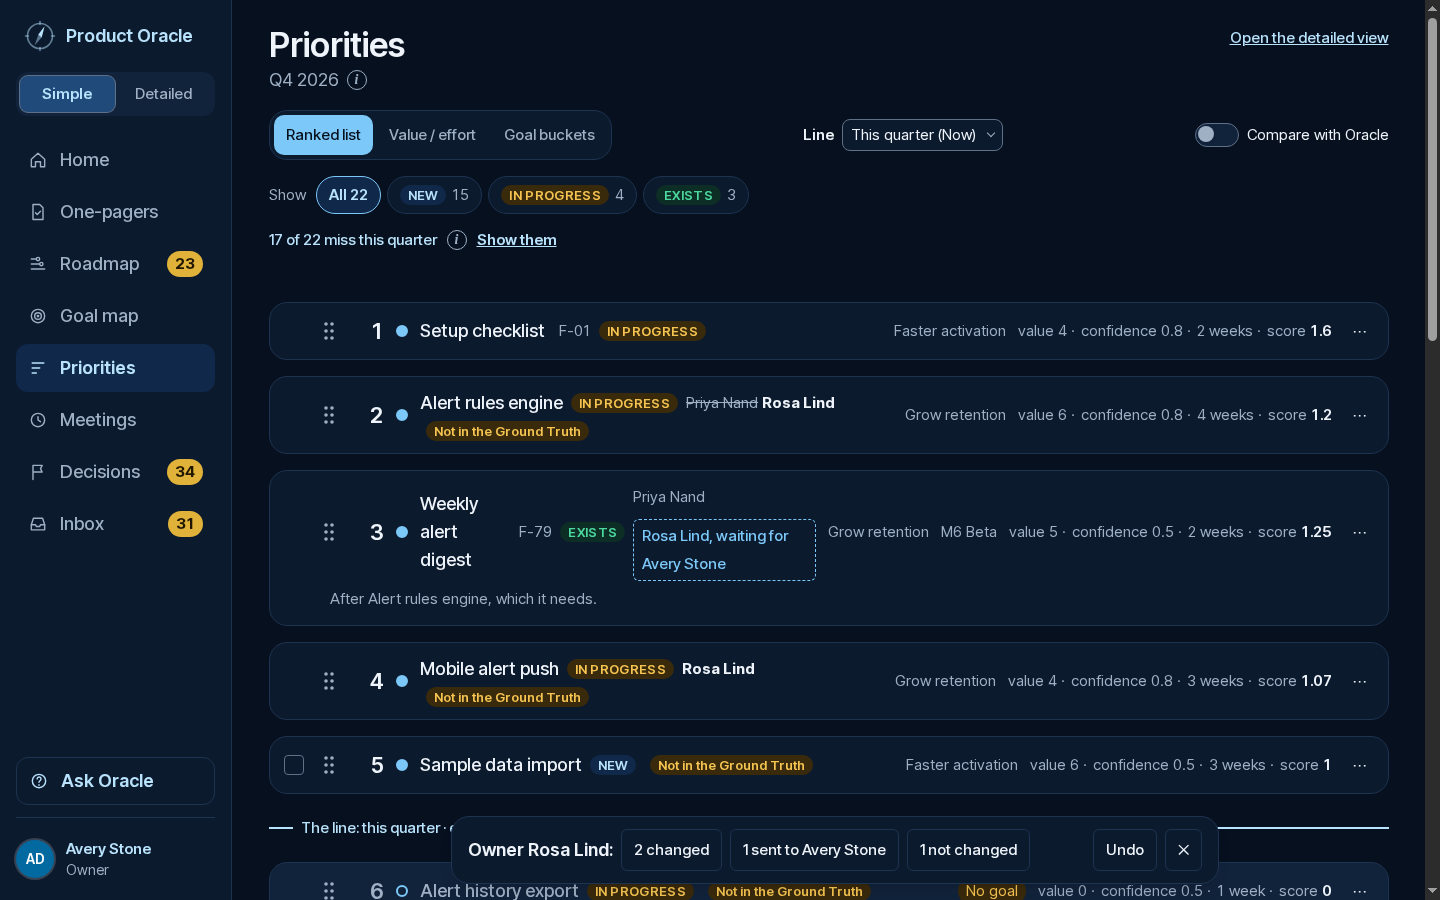 Product Oracle
Simple Detailed
Home
One-pagers
Roadmap 23
Goal map
Priorities
Meetings
Decisions 34
Inbox 31
Ask Oracle
AD Avery Stone
Owner
Priorities
Open the detailed view
Q4 2026 i
Ranked list Value / effort Goal buckets
Line This quarter (Now)
Compare with Oracle
Show All 22 NEW 15 IN PROGRESS 4 EXISTS 3
17 of 22 miss this quarter i Show them
1 Setup checklist F-01 IN PROGRESS Faster activation value 4 · confidence 0.8 · 2 weeks · score 1.6 ...
2 Alert rules engine IN PROGRESS Priya Nand Rosa Lind Grow retention value 6 · confidence 0.8 · 4 weeks · score 1.2 ...
Not in the Ground Truth
3 Weekly alert digest F-79 EXISTS Priya Nand
Rosa Lind, waiting for Avery Stone
Grow retention M6 Beta value 5 · confidence 0.5 · 2 weeks · score 1.25 ...
After Alert rules engine, which it needs.
4 Mobile alert push IN PROGRESS Rosa Lind Grow retention value 4 · confidence 0.8 · 3 weeks · score 1.07 ...
Not in the Ground Truth
5 Sample data import NEW Not in the Ground Truth Faster activation value 6 · confidence 0.5 · 3 weeks · score 1 ...
The line: this quarter ·
Owner Rosa Lind: 2 changed 1 sent to Avery Stone 1 not changed Undo ×
6 Alert history export IN PROGRESS Not in the Ground Truth No goal value 0 · confidence 0.5 · 1 week · score 0 ...